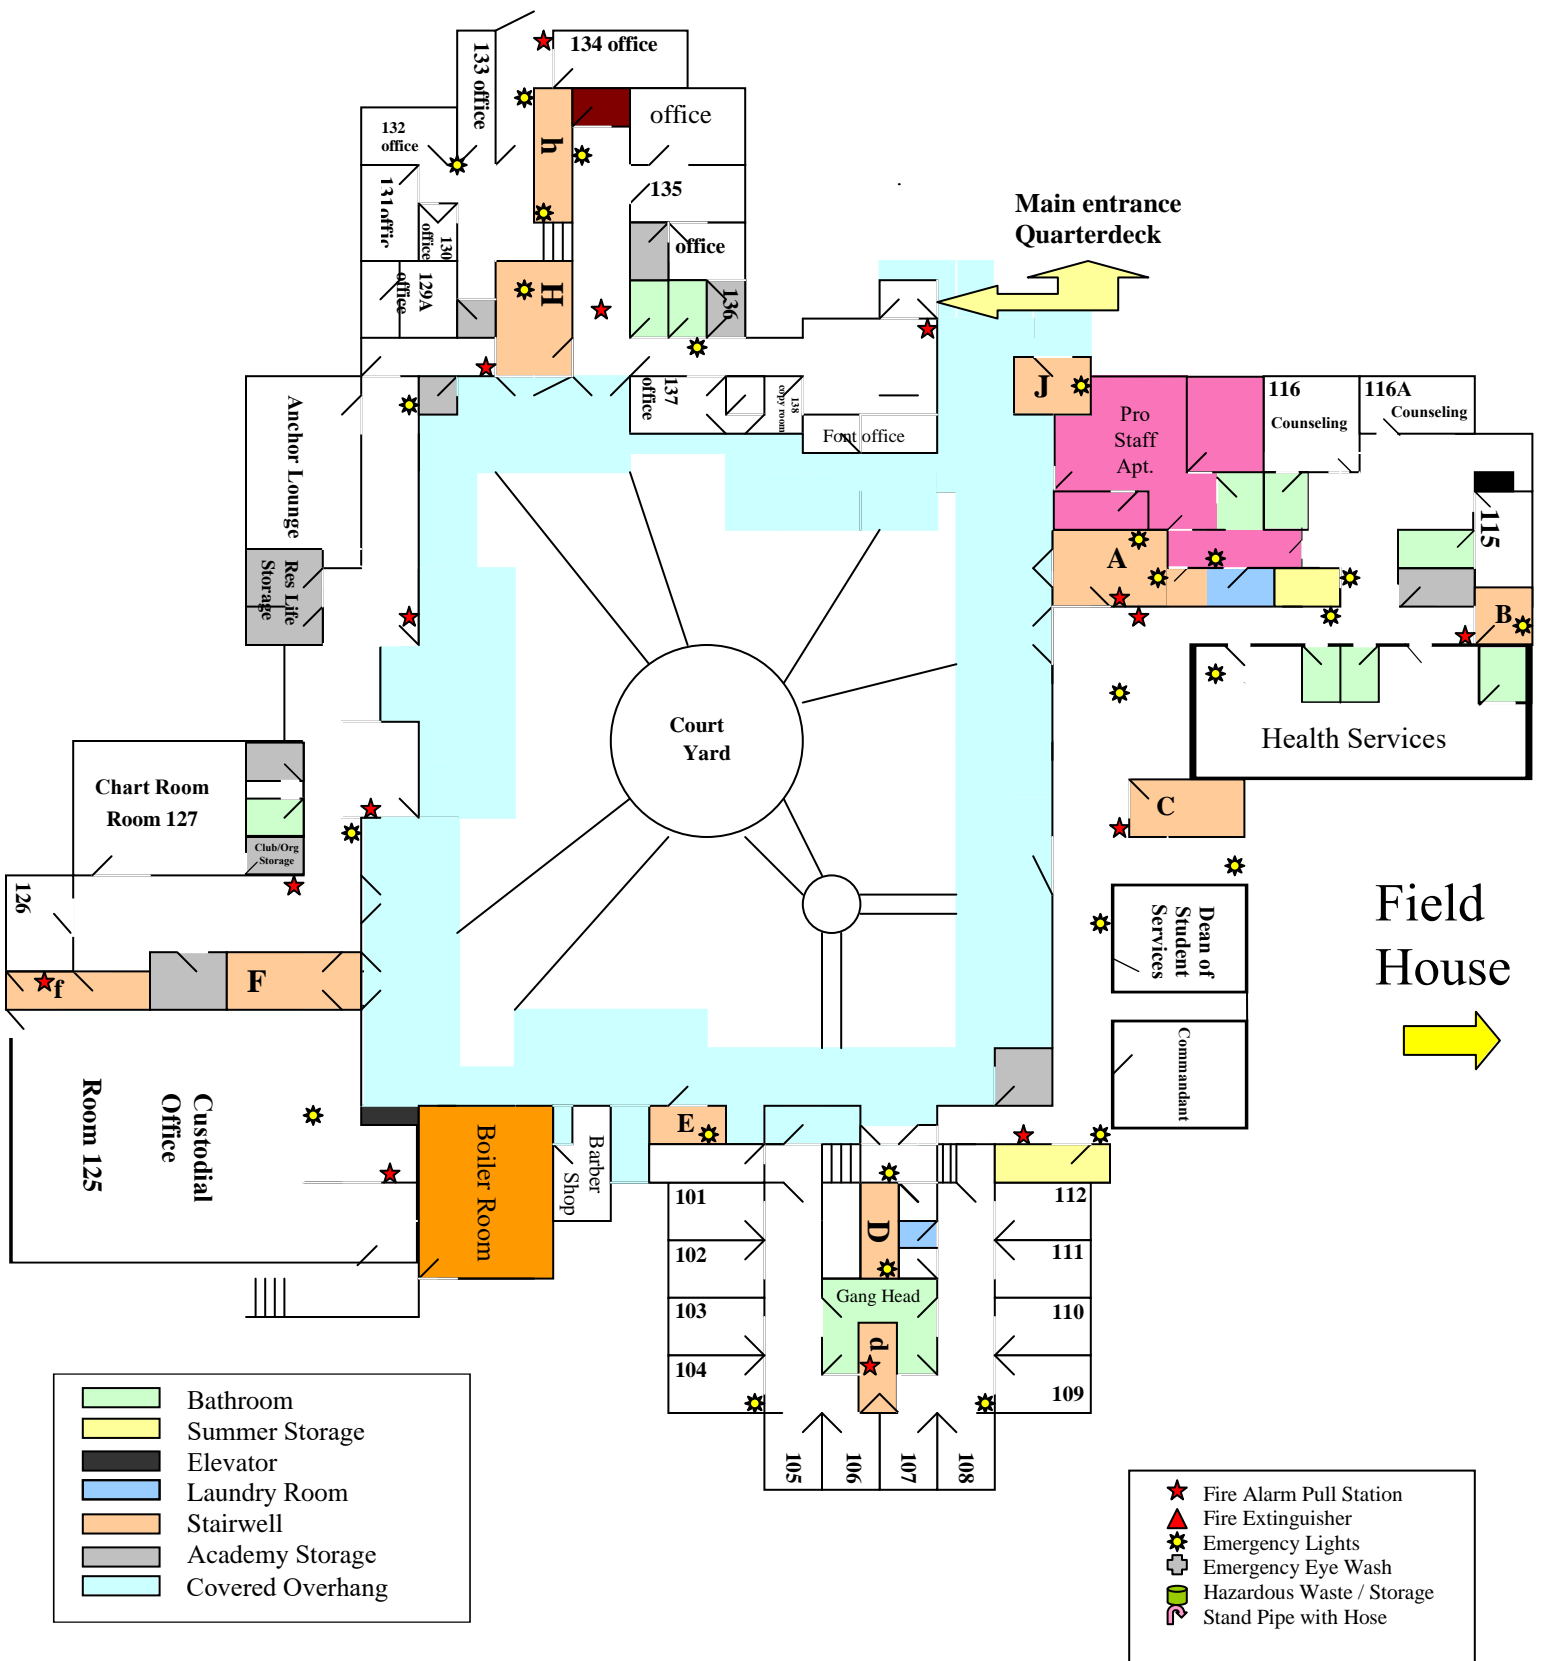 134 office
133 office
132
office
h
office
131offic
135
130
office
office
129A
office
H
136
Main entrance
Quarterdeck
J
137
office
138
copy room
Font office
116
Counseling
116A
Counseling
Pro
Staff
Apt.
115
Anchor Lounge
Res Life
Storage
A
B
Court
Yard
Health Services
Chart Room
Room 127
C
Club/Org
Storage
126
Dean of
Student
Services
Field
House
f
F
Commandant
Room 125
Custodial
Office
Boiler Room
Barber
Shop
E
101
102
103
104
D
Gang Head
d
112
111
110
109
105
106
107
108
Bathroom
Summer Storage
Elevator
Laundry Room
Stairwell
Academy Storage
Covered Overhang
Fire Alarm Pull Station
Fire Extinguisher
Emergency Lights
Emergency Eye Wash
Hazardous Waste / Storage
Stand Pipe with Hose